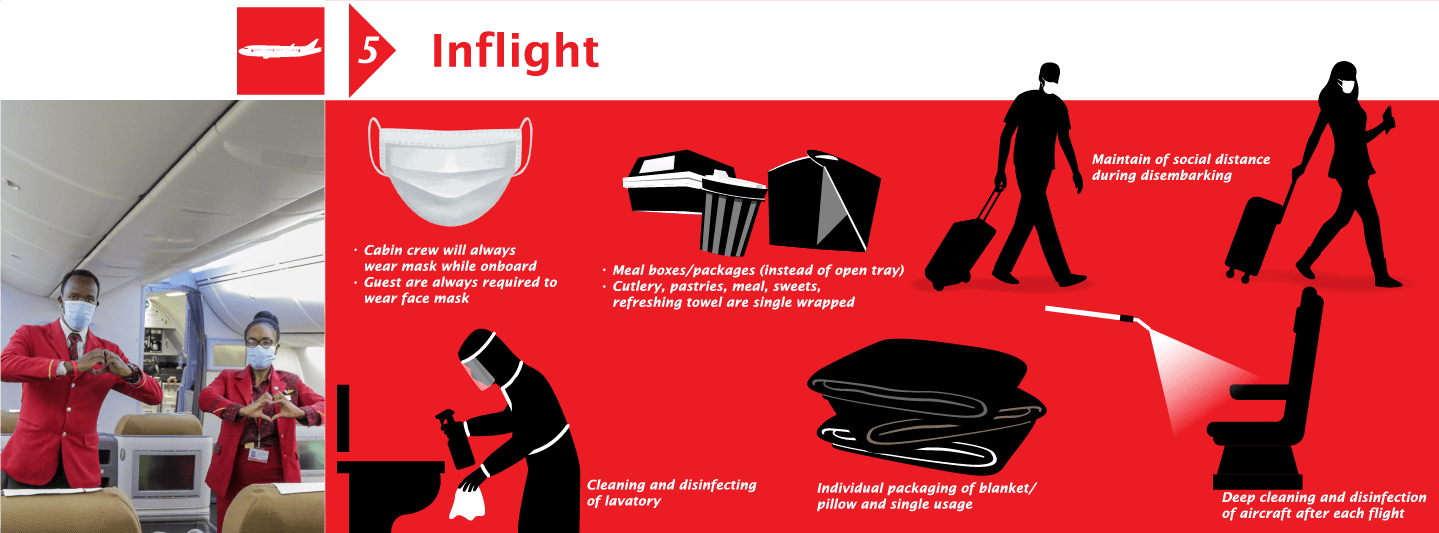 5
Inflight
• Cabin crew will always
wear mask while onboard
• Guest are always required to
wear face mask
• Meal boxes/packages (instead of open tray)
• Cutlery, pastries, meal, sweets,
refreshing towel are single wrapped
Maintain of social distance
during disembarking
Cleaning and disinfecting
of lavatory
Individual packaging of blanket/
pillow and single usage
Deep cleaning and disinfection
of aircraft after each flight